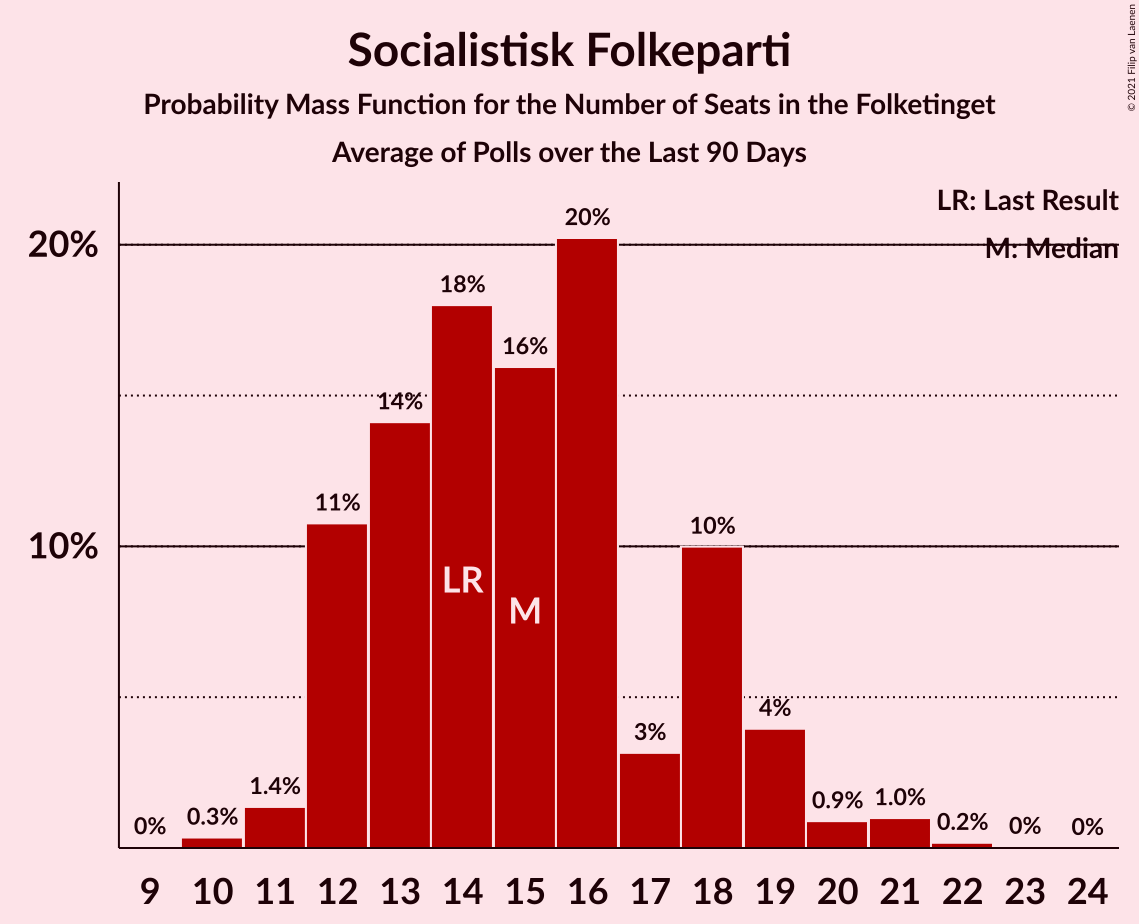 Socialistisk Folkeparti
Probability Mass Function for the Number of Seats in the Folketinget
Average of Polls over the Last 90 Days
© 2021 Filip van Laenen
LR: Last Result
M: Median
20%
10%
0%
0.3%
1.4%
11%
14%
18%
16%
20%
3%
10%
4%
0.9%
1.0%
0.2%
0%
0%
LR
M
9 10 11 12 13 14 15 16 17 18 19 20 21 22 23 24